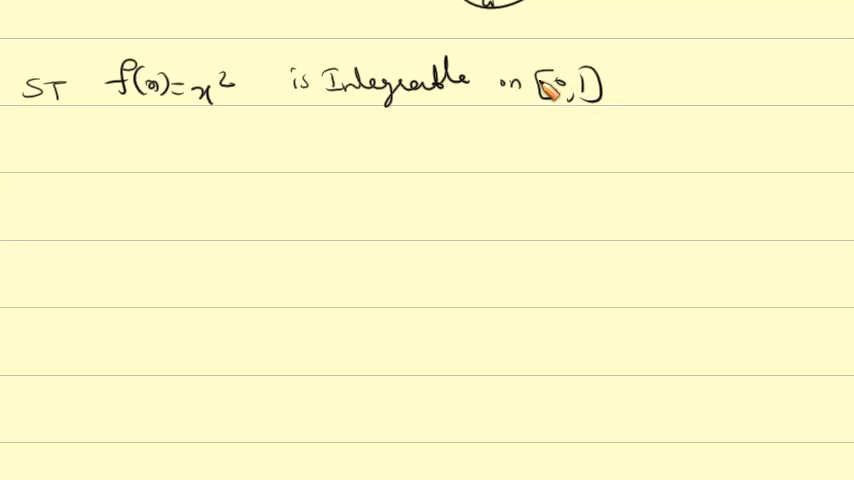 ST f(x)=x² is Integrable on [0,1]